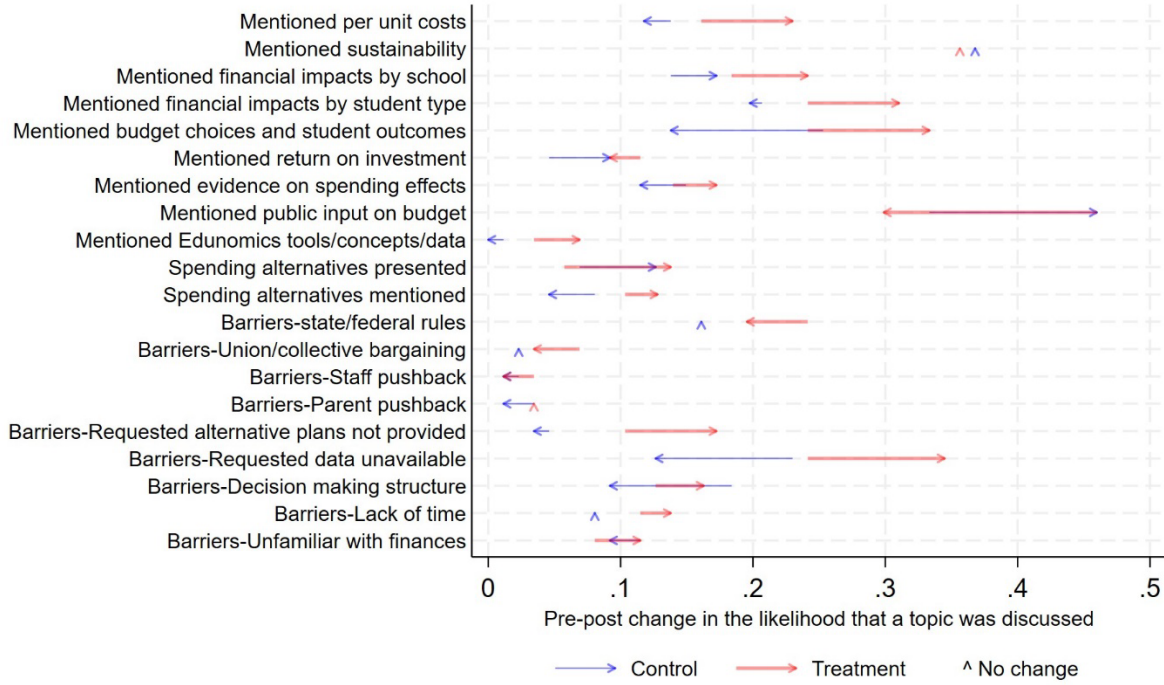 Mentioned per unit costs
Mentioned sustainability
Mentioned financial impacts by school
Mentioned financial impacts by student type
Mentioned budget choices and student outcomes
Mentioned return on investment
Mentioned evidence on spending effects
Mentioned public input on budget
Mentioned Edunomics tools/concepts/data
Spending alternatives presented
Spending alternatives mentioned
Barriers-state/federal rules
Barriers-Union/collective bargaining
Barriers-Staff pushback
Barriers-Parent pushback
Barriers-Requested alternative plans not provided
Barriers-Requested data unavailable
Barriers-Decision making structure
Barriers-Lack of time
Barriers-Unfamiliar with finances
0 .1 .2 .3 .4 .5
Pre-post change in the likelihood that a topic was discussed
Control Treatment ^ No change